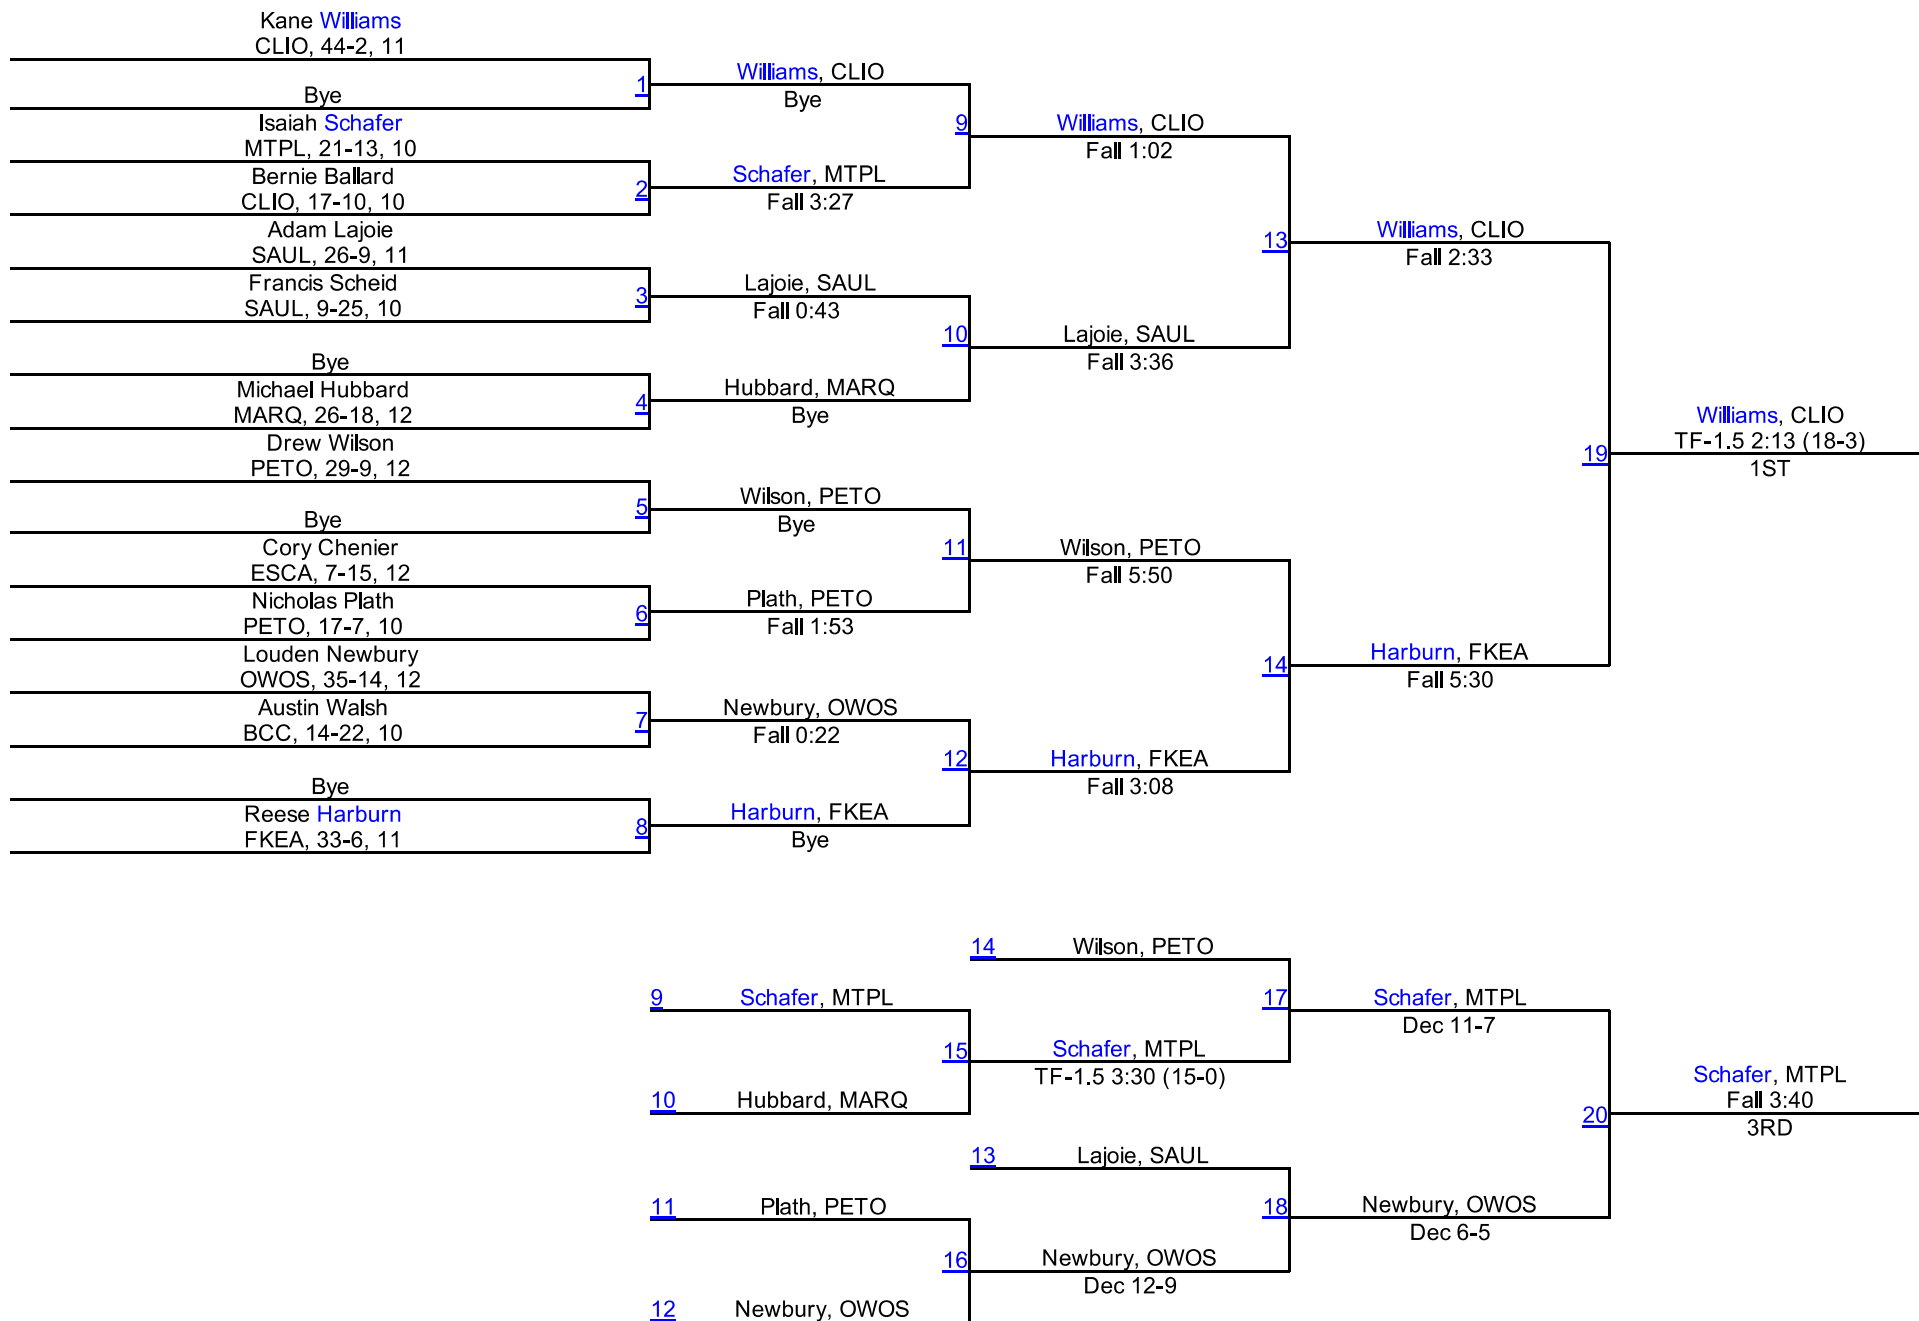 Kane Williams
CLIO, 44-2, 11
Bye
1
Isaiah Schafer
MTPL, 21-13, 10
Bernie Ballard
CLIO, 17-10, 10
2
Adam Lajoie
SAUL, 26-9, 11
Francis Scheid
SAUL, 9-25, 10
3
Bye
Michael Hubbard
MARQ, 26-18, 12
4
Drew Wilson
PETO, 29-9, 12
Bye
5
Cory Chenier
ESCA, 7-15, 12
Nicholas Plath
PETO, 17-7, 10
6
Louden Newbury
OWOS, 35-14, 12
Austin Walsh
BCC, 14-22, 10
7
Bye
Reese Harburn
FKEA, 33-6, 11
8
Williams, CLIO
Bye
9
Schafer, MTPL
Fall 3:27
Lajoie, SAUL
Fall 0:43
10
Hubbard, MARQ
Bye
Wilson, PETO
Bye
11
Plath, PETO
Fall 1:53
Newbury, OWOS
Fall 0:22
12
Harburn, FKEA
Bye
Williams, CLIO
Fall 1:02
13
Lajoie, SAUL
Fall 3:36
Wilson, PETO
Fall 5:50
14
Harburn, FKEA
Fall 3:08
Williams, CLIO
Fall 2:33
19
Harburn, FKEA
Fall 5:30
Williams, CLIO
TF-1.5 2:13 (18-3)
1ST
9 Schafer, MTPL
15
10 Hubbard, MARQ
11 Plath, PETO
16
12 Newbury, OWOS
14 Wilson, PETO
17
Schafer, MTPL
TF-1.5 3:30 (15-0)
13 Lajoie, SAUL
18
Newbury, OWOS
Dec 12-9
Schafer, MTPL
Dec 11-7
20
Newbury, OWOS
Dec 6-5
Schafer, MTPL
Fall 3:40
3RD